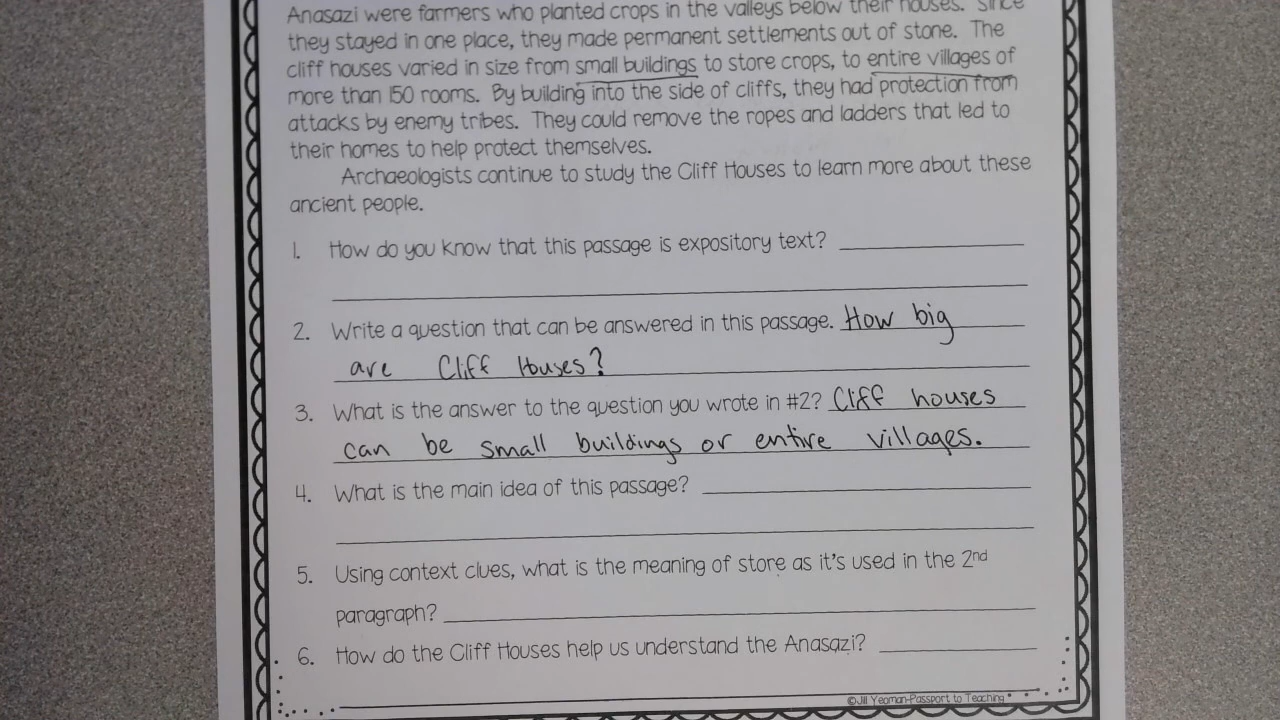 Anasazi were farmers who planted crops in the valleys below their houses. Since
they stayed in one place, they made permanent settlements out of stone. The
cliff houses varied in size from small buildings to store crops, to entire villages of
more than 150 rooms. By building into the side of cliffs, they had protection from
attacks by enemy tribes. They could remove the ropes and ladders that led to
their homes to help protect themselves.
Archaeologists continue to study the Cliff Houses to learn more about these
ancient people.
1. How do you know that this passage is expository text?
2. Write a question that can be answered in this passage. How big
are Cliff Houses?
3. What is the answer to the question you wrote in #2? Cliff houses
can be small buildings or entire villages.
4. What is the main idea of this passage?
5. Using context clues, what is the meaning of store as it's used in the 2nd
paragraph?
6. How do the Cliff Houses help us understand the Anasazi?
©Jill Yeoman-Passport to Teaching